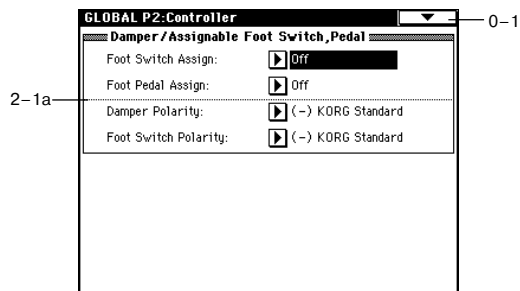 GLOBAL P2:Controller
0–1
Damper/Assignable Foot Switch,Pedal
Foot Switch Assign: Off
Foot Pedal Assign: Off
2–1a
Damper Polarity: (-) KORG Standard
Foot Switch Polarity: (-) KORG Standard